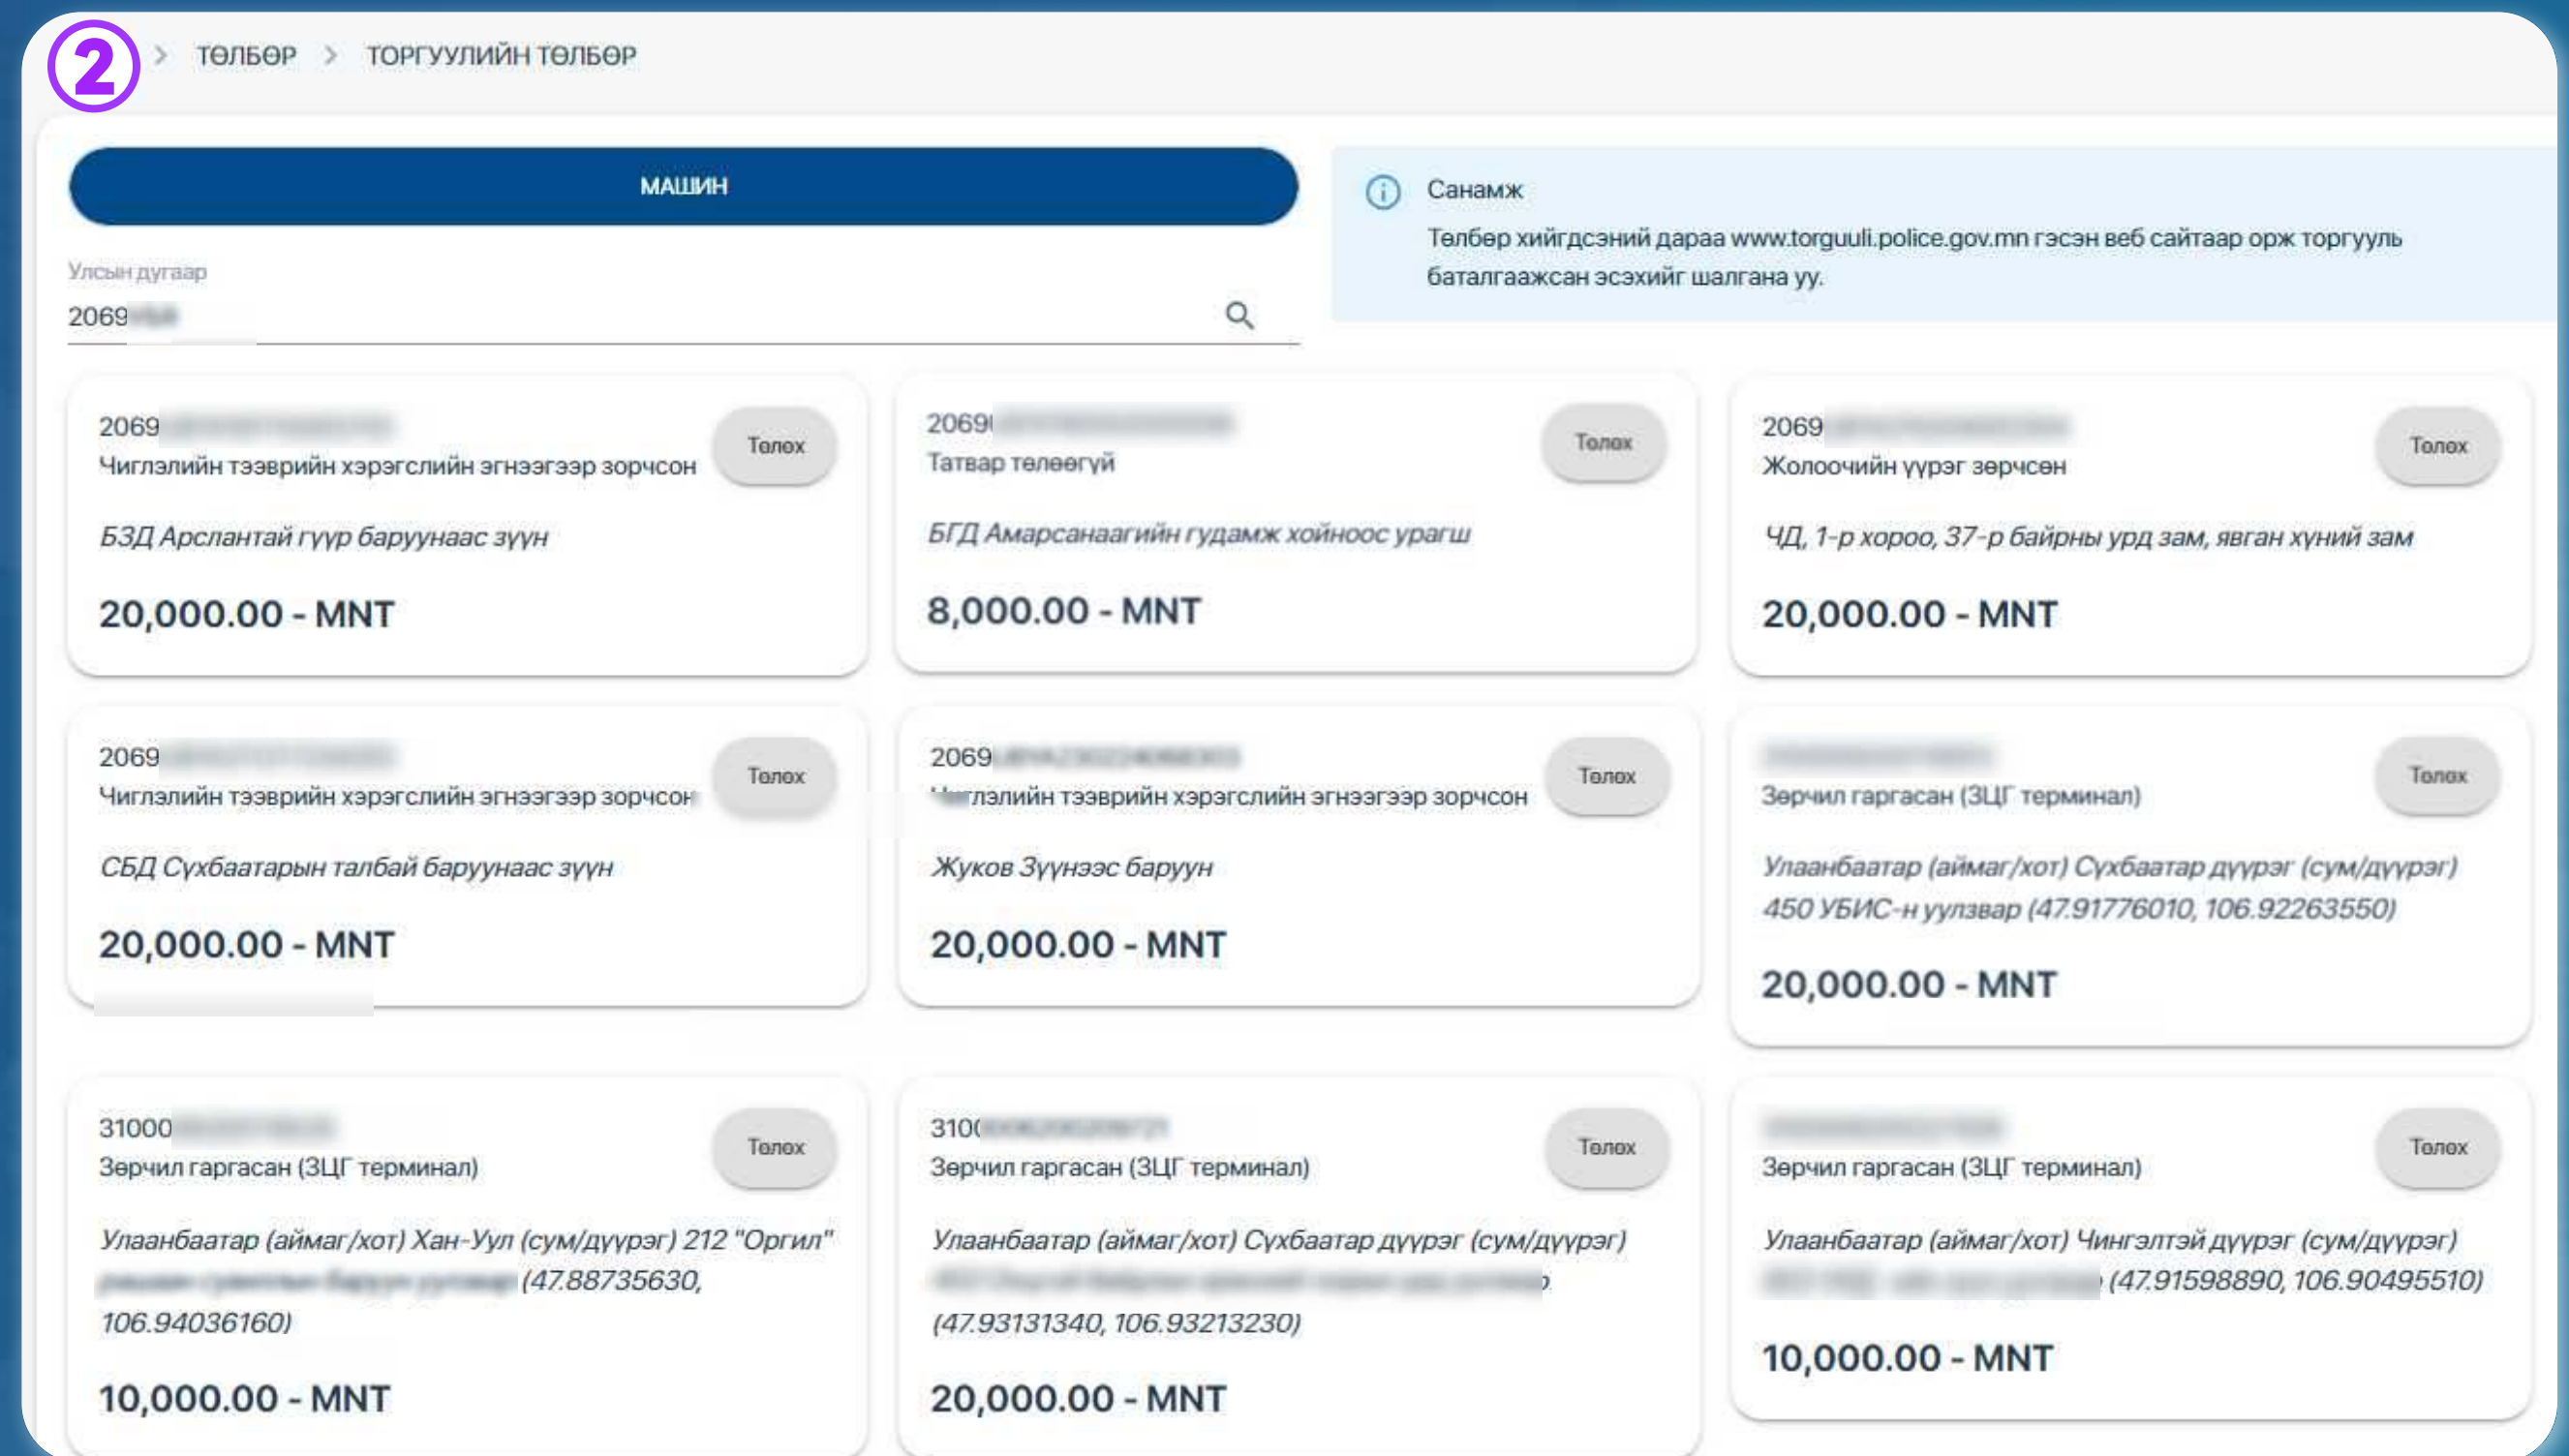 2 > ТӨЛБӨР > ТОРГУУЛИЙН ТӨЛБӨР
МАШИН
Санамж
Төлбөр хийгдсэний дараа www.torguuli.police.gov.mn гэсэн веб сайтаар орж торгууль
баталгаажсан эсэхийг шалгана уу.
Улсын дугаар
2069
2069
Төлөх
Чиглэлийн тээврийн хэрэгслийн эгнээгээр зорчсон
БЗД Арслантай гүүр баруунаас зүүн
20,000.00 - MNT
2069
Төлөх
Татвар төлөөгүй
БГД Амарсанаагийн гудамж хойноос урагш
8,000.00 - MNT
2069
Төлөх
Жолоочийн үүрэг зөрчсөн
ЧД, 1-р хороо, 37-р байрны урд зам, явган хүний зам
20,000.00 - MNT
2069
Төлөх
Чиглэлийн тээврийн хэрэгслийн эгнээгээр зорчсон
СБД Сүхбаатарын талбай баруунаас зүүн
20,000.00 - MNT
2069
Төлөх
тээврийн хэрэгслийн эгнээгээр зорчсон
Жуков Зүүнээс баруун
20,000.00 - MNT
Төлөх
Зөрчил гаргасан (ЗЦГ терминал)
Улаанбаатар (аймаг/хот) Сүхбаатар дүүрэг (сум/дүүрэг)
450 УБИС-н уулзвар (47.91776010, 106.92263550)
20,000.00 - MNT
31000
Төлөх
Зөрчил гаргасан (ЗЦГ терминал)
Улаанбаатар (аймаг/хот) Хан-Уул (сум/дүүрэг) 212 "Оргил"
(47.88735630,
106.94036160)
10,000.00 - MNT
310
Төлөх
Зөрчил гаргасан (ЗЦГ терминал)
Улаанбаатар (аймаг/хот) Сүхбаатар дүүрэг (сум/дүүрэг)
(47.93131340, 106.93213230)
20,000.00 - MNT
Төлөх
Зөрчил гаргасан (ЗЦГ терминал)
Улаанбаатар (аймаг/хот) Чингэлтэй дүүрэг (сум/дүүрэг)
(47.91598890, 106.90495510)
10,000.00 - MNT